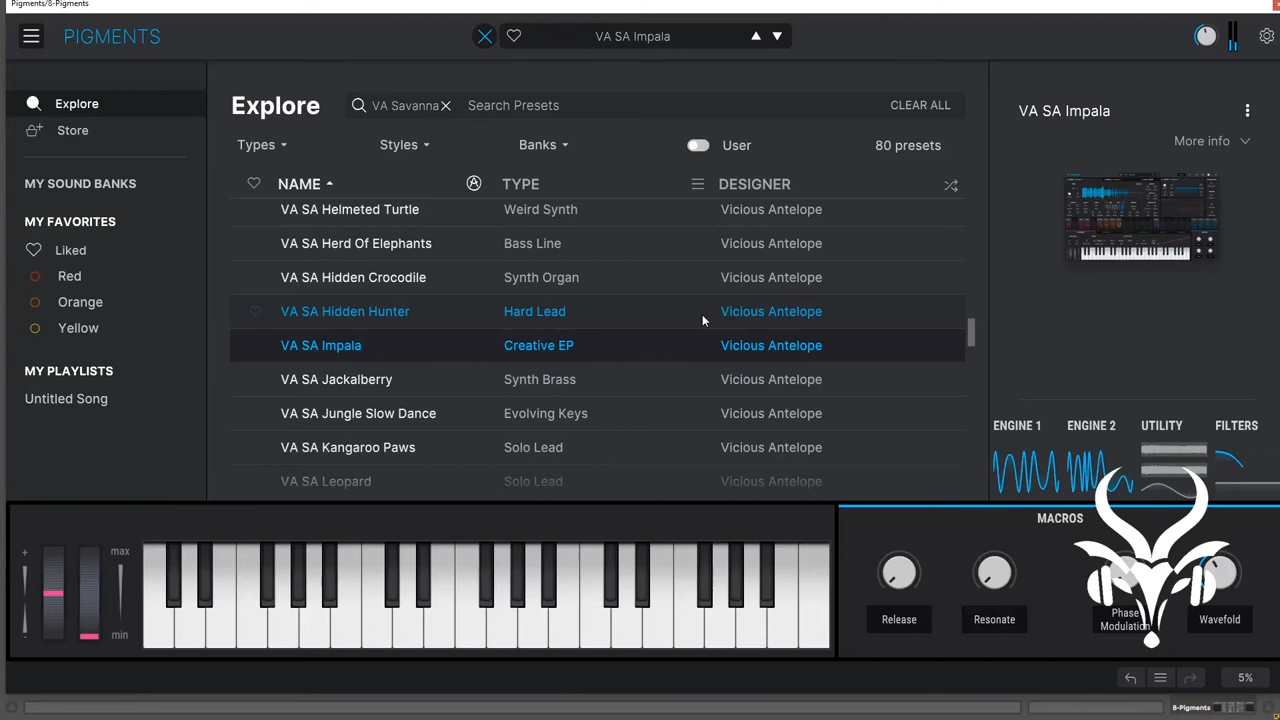 Pigments/8-Pigments
PIGMENTS
VA SA Impala
Explore
Store
MY SOUND BANKS
MY FAVORITES
Liked
Red
Orange
Yellow
MY PLAYLISTS
Untitled Song
Explore
VA Savanna
Search Presets
CLEAR ALL
Types
Styles
Banks
User
80 presets
NAME TYPE DESIGNER
VA SA Helmeted Turtle Weird Synth Vicious Antelope
VA SA Herd Of Elephants Bass Line Vicious Antelope
VA SA Hidden Crocodile Synth Organ Vicious Antelope
VA SA Hidden Hunter Hard Lead Vicious Antelope
VA SA Impala Creative EP Vicious Antelope
VA SA Jackalberry Synth Brass Vicious Antelope
VA SA Jungle Slow Dance Evolving Keys Vicious Antelope
VA SA Kangaroo Paws Solo Lead Vicious Antelope
VA SA Leopard Solo Lead Vicious Antelope
VA SA Impala
More info
ENGINE 1 ENGINE 2 UTILITY FILTERS
+
-
max
min
MACROS
Release
Resonate
Phase
Modulation
Wavefold
5%
8-Pigments